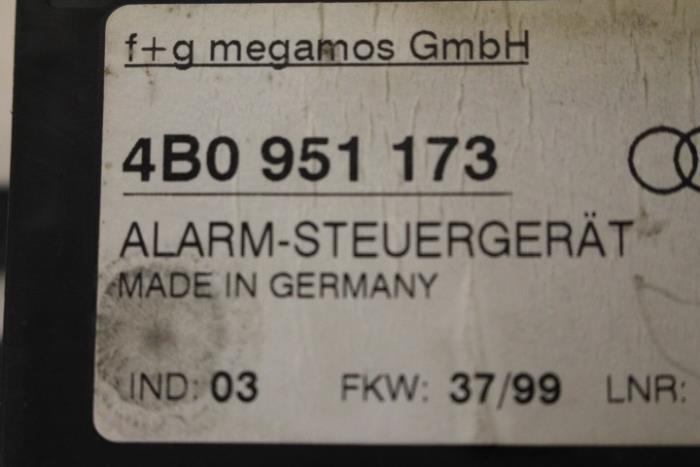 f+g megamos GmbH
4B0 951 173
ALARM-STEUERGERÄT
MADE IN GERMANY
IND: 03 FKW: 37/99 LNR: